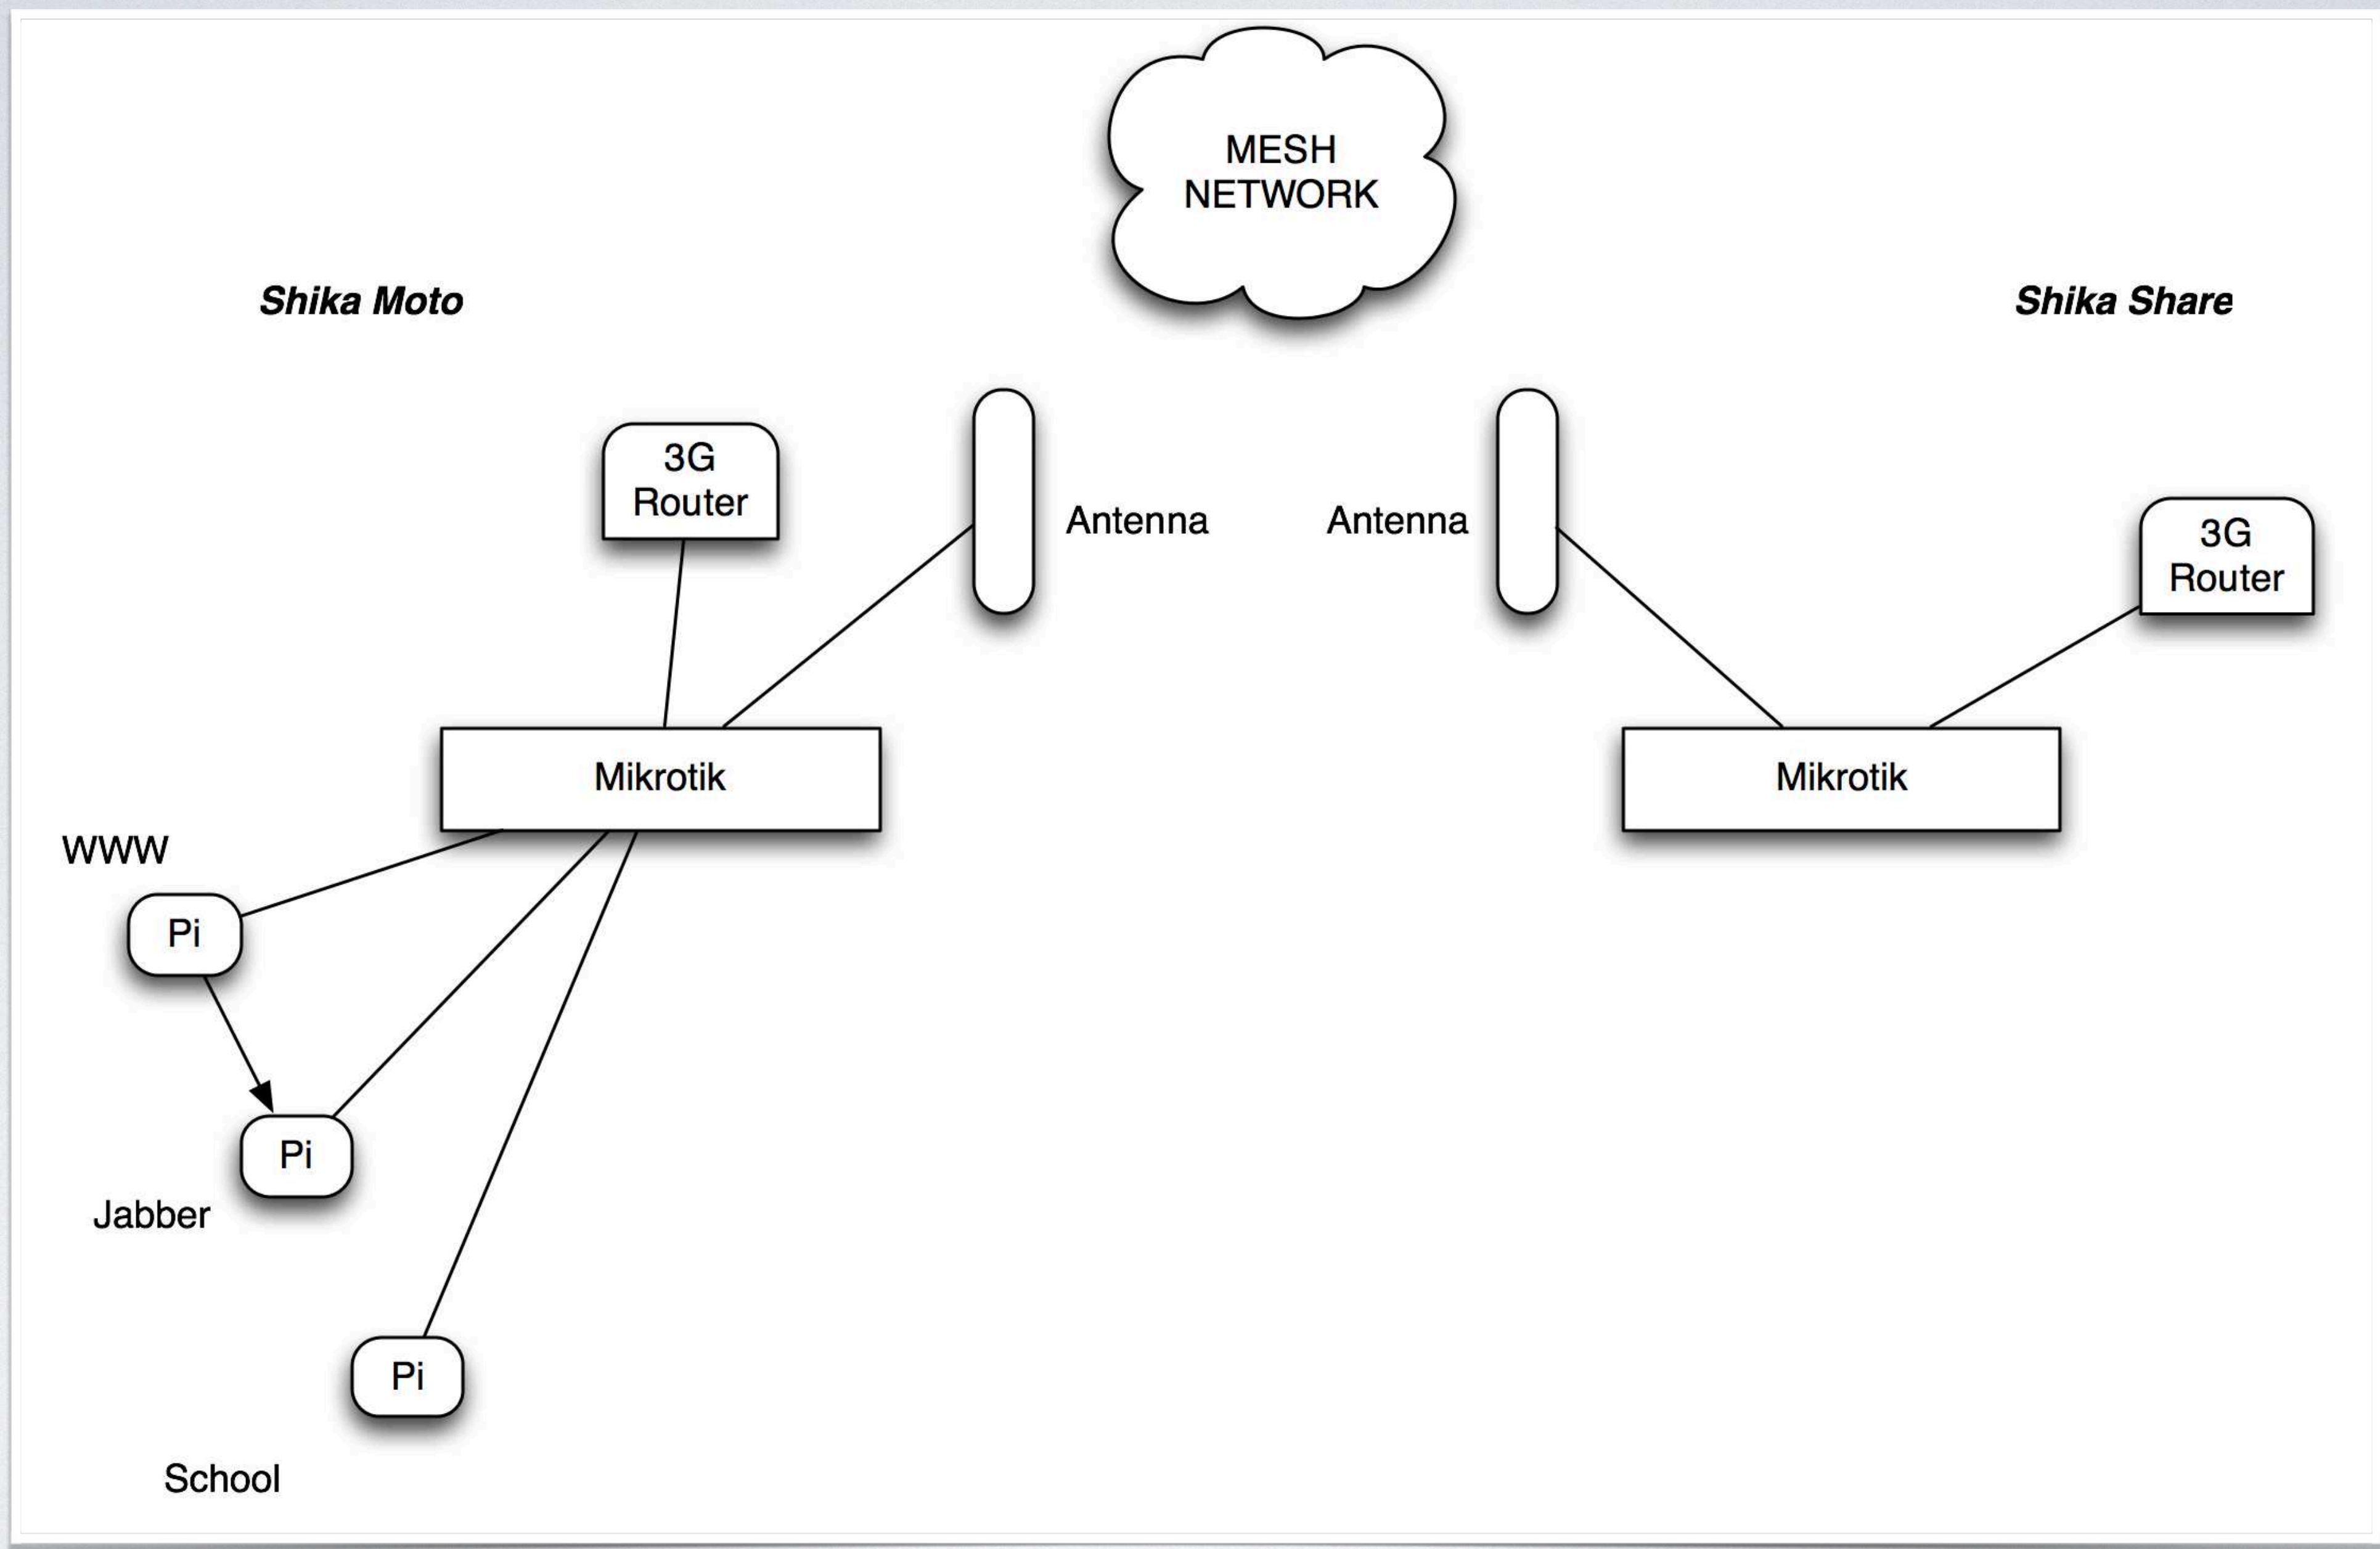 MESH
NETWORK
Shika Moto
Shika Share
3G
Router
Antenna
Antenna
3G
Router
Mikrotik
Mikrotik
WWW
Pi
Pi
Jabber
Pi
School